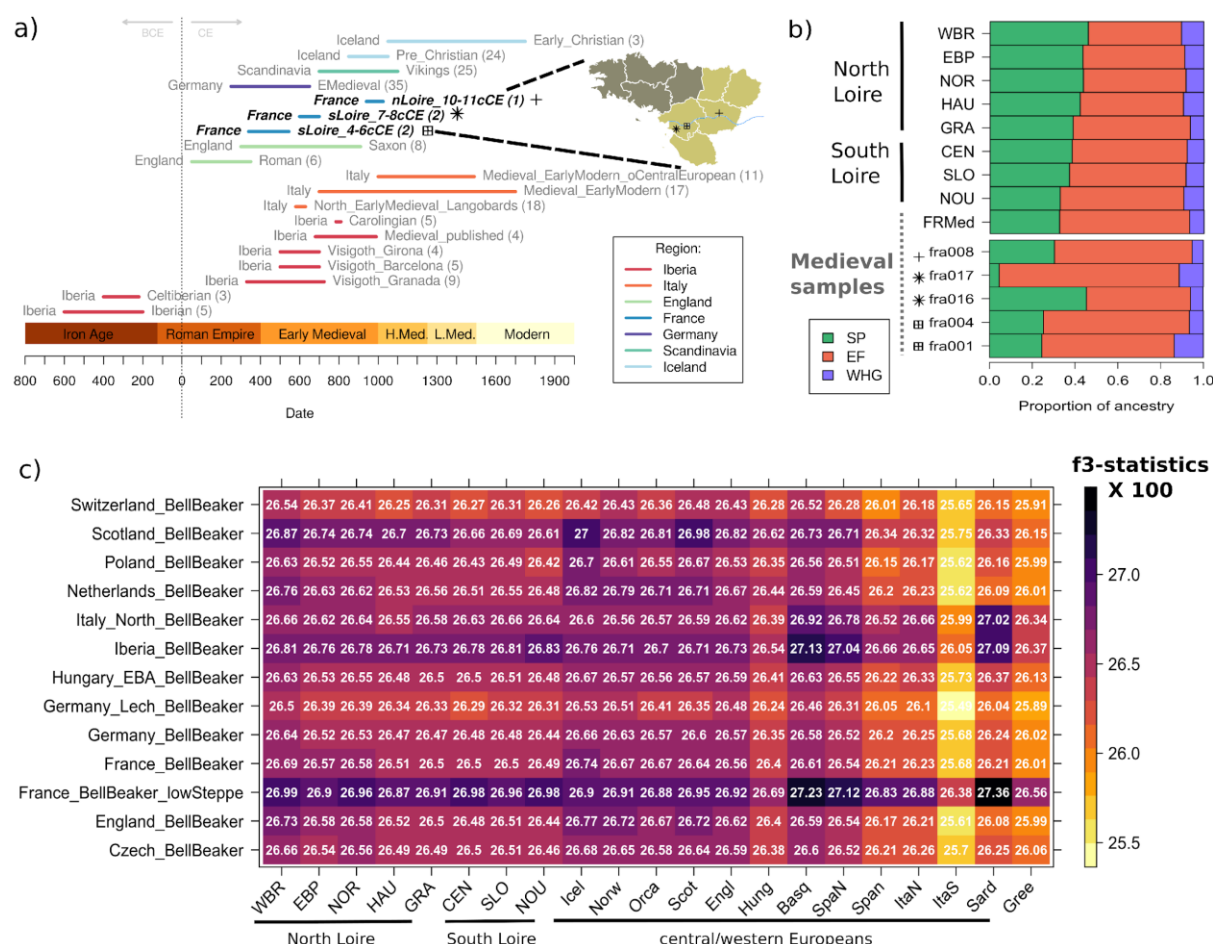 a)
BCE CE
Iceland Early_Christian (3)
Iceland Pre_Christian (24)
Scandinavia Vikings (25)
Germany EMedieval (35)
France nLoire_10-11cCE (1)
France sLoire_7-8cCE (2)
France sLoire_4-6cCE (2)
England Saxon (8)
England Roman (6)
Italy Medieval_EarlyModern_oCentralEuropean (11)
Italy Medieval_EarlyModern (17)
Italy North_EarlyMedieval_Langobards (18)
Iberia Carolingian (5)
Iberia Medieval_published (4)
Iberia Visigoth_Girona (4)
Iberia Visigoth_Barcelona (5)
Iberia Visigoth_Granada (9)
Iberia Celtiberian (3)
Iberia Iberian (5)
Iron Age Roman Empire Early Medieval H.Med. L.Med. Modern
800 600 400 200 0 200 400 600 800 1000 1300 1600 1900
Date
Region:
Iberia
Italy
England
France
Germany
Scandinavia
Iceland
b)
North
Loire
South
Loire
Medieval
samples
WBR
EBP
NOR
HAU
GRA
CEN
SLO
NOU
FRMed
fra008
fra017
fra016
fra004
fra001
SP
EF
WHG
0.0 0.2 0.4 0.6 0.8 1.0
Proportion of ancestry
c)
f3-statistics
X 100
Switzerland_BellBeaker 26.54 26.37 26.41 26.25 26.31 26.27 26.31 26.26 26.42 26.43 26.36 26.48 26.43 26.28 26.52 26.28 26.01 26.18 25.65 26.15 25.91
Scotland_BellBeaker 26.87 26.74 26.74 26.7 26.73 26.66 26.69 26.61 27 26.82 26.81 26.98 26.82 26.62 26.73 26.71 26.34 26.32 25.75 26.33 26.15
Poland_BellBeaker 26.63 26.52 26.55 26.44 26.46 26.43 26.49 26.42 26.7 26.61 26.55 26.67 26.53 26.35 26.56 26.51 26.15 26.17 25.62 26.16 25.99
Netherlands_BellBeaker 26.76 26.63 26.62 26.53 26.56 26.51 26.55 26.48 26.82 26.79 26.71 26.71 26.67 26.44 26.59 26.45 26.2 26.23 25.62 26.09 26.01
Italy_North_BellBeaker 26.66 26.62 26.64 26.55 26.58 26.63 26.66 26.64 26.6 26.56 26.57 26.59 26.62 26.39 26.92 26.78 26.52 26.66 25.99 27.02 26.34
Iberia_BellBeaker 26.81 26.76 26.78 26.71 26.73 26.78 26.81 26.83 26.76 26.71 26.7 26.71 26.73 26.54 27.13 27.04 26.66 26.65 26.05 27.09 26.37
Hungary_EBA_BellBeaker 26.63 26.53 26.55 26.48 26.5 26.5 26.51 26.48 26.67 26.57 26.56 26.57 26.59 26.41 26.63 26.55 26.22 26.33 25.73 26.37 26.13
Germany_Lech_BellBeaker 26.5 26.39 26.39 26.34 26.33 26.29 26.32 26.31 26.53 26.51 26.41 26.35 26.48 26.24 26.46 26.31 26.05 26.1 26.04 25.89
Germany_BellBeaker 26.64 26.52 26.53 26.47 26.47 26.48 26.48 26.44 26.66 26.63 26.57 26.6 26.57 26.35 26.58 26.52 26.2 26.25 25.68 26.24 26.02
France_BellBeaker 26.69 26.57 26.58 26.51 26.5 26.5 26.5 26.49 26.74 26.67 26.67 26.64 26.56 26.4 26.61 26.54 26.21 26.21 25.68 26.21 26.01
France_BellBeaker_lowSteppe 26.99 26.9 26.96 26.87 26.91 26.98 26.96 26.98 26.9 26.91 26.88 26.95 26.92 26.69 27.23 27.12 26.83 26.88 26.38 27.36 26.56
England_BellBeaker 26.73 26.58 26.58 26.52 26.5 26.48 26.51 26.44 26.77 26.72 26.67 26.72 26.62 26.4 26.59 26.54 26.17 26.21 25.61 26.08 25.99
Czech_BellBeaker 26.66 26.54 26.56 26.49 26.49 26.5 26.51 26.46 26.68 26.65 26.58 26.64 26.59 26.38 26.6 26.52 26.21 26.26 25.7 26.25 26.06
27.0
26.5
26.0
25.5
WBR EBP NOR HAU GRA CEN SLO NOU Icel Norw Orca Scot Engl Hung Basq SpaN Span ItaN ItaS Sard Gree
North Loire South Loire central/western Europeans